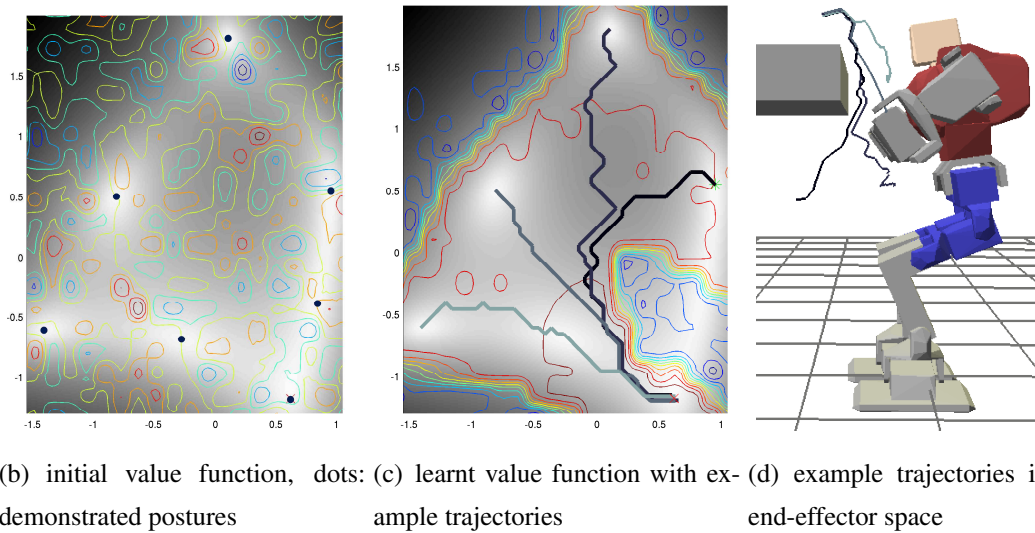 1.5
1
0.5
0
-0.5
-1
-1.5 -1 -0.5 0 0.5 1
1.5
1
0.5
0
-0.5
-1
-1.5 -1 -0.5 0 0.5 1
(b) initial value function, dots:
demonstrated postures
(c) learnt value function with ex-
ample trajectories
(d) example trajectories i
end-effector space